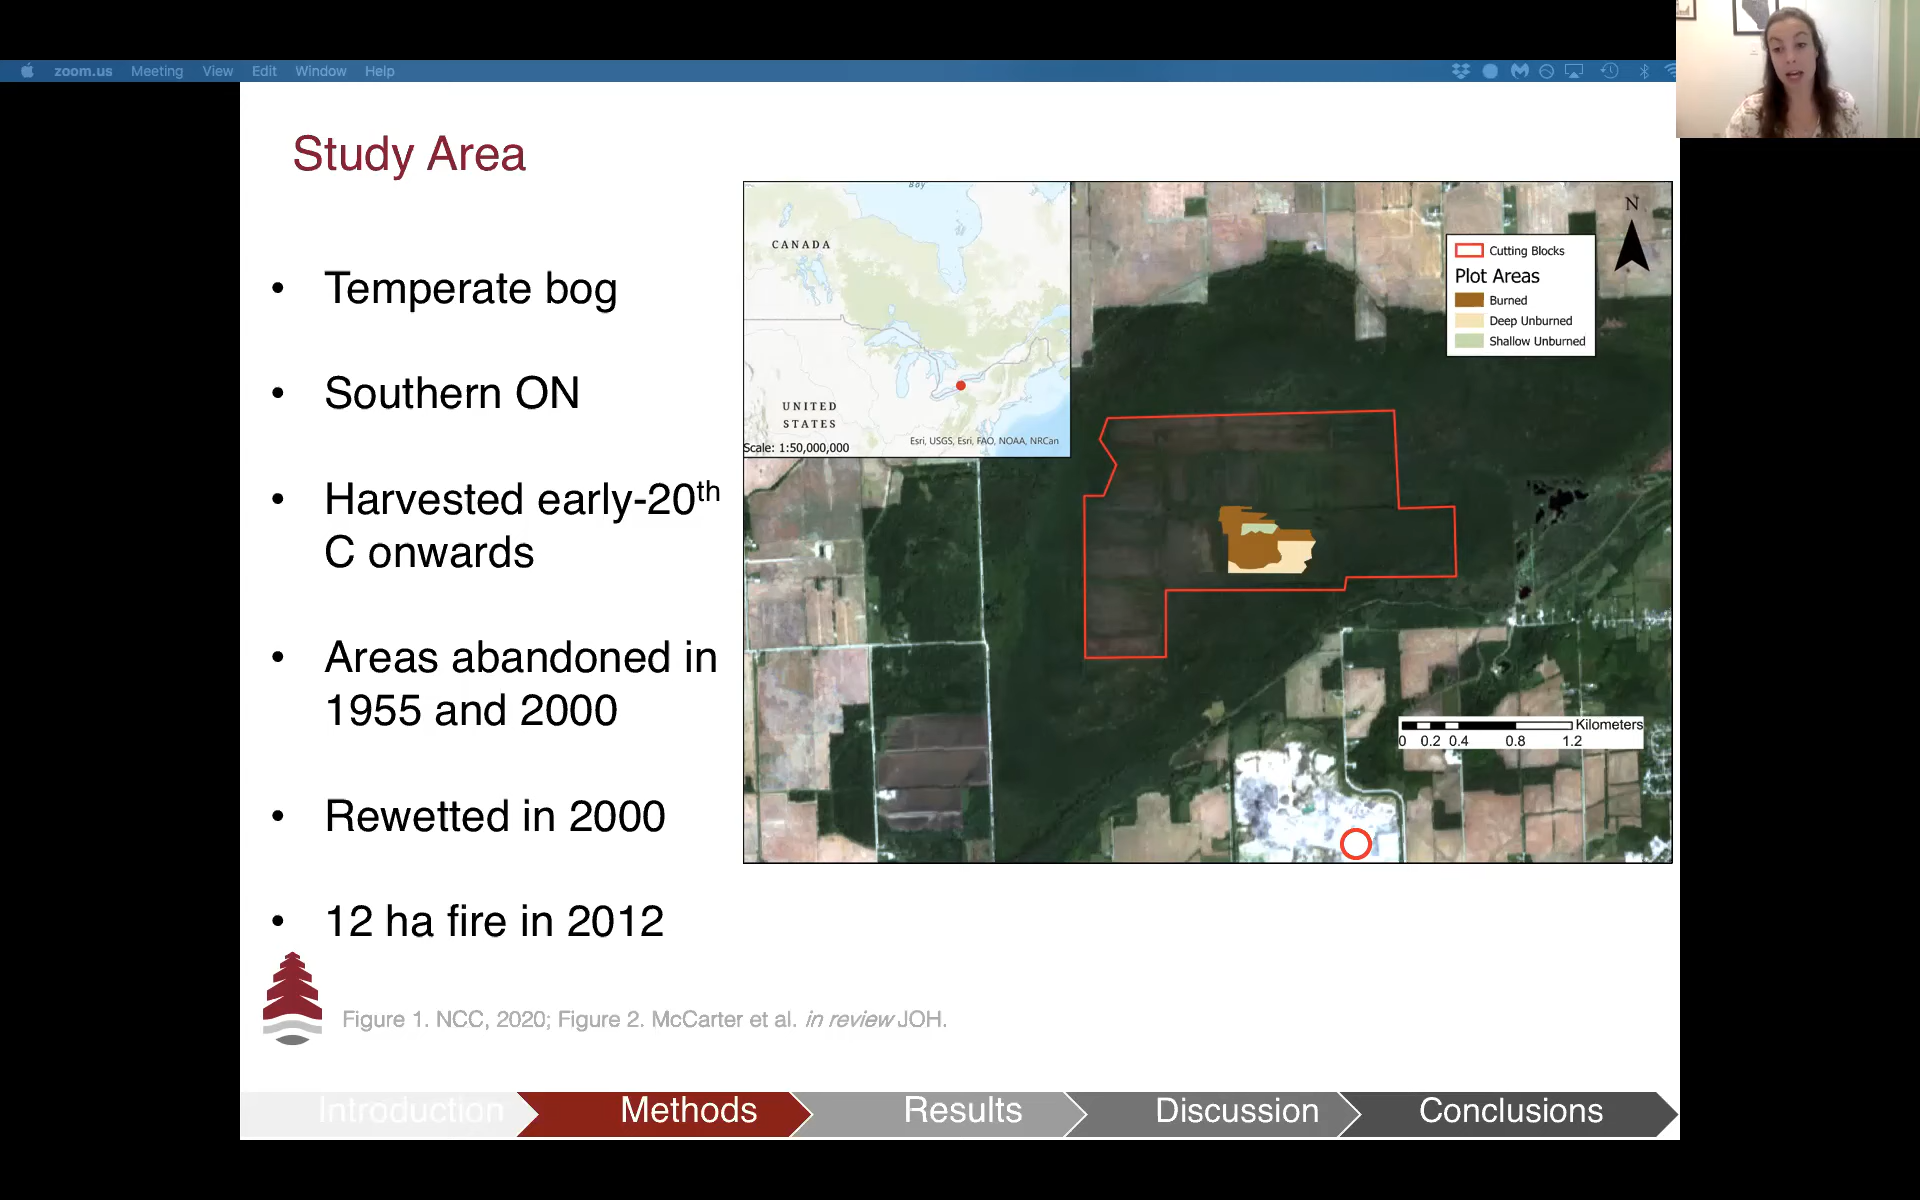 zoom.us Meeting View Edit Window Help
Study Area
• Temperate bog
• Southern ON
• Harvested early-20th
C onwards
• Areas abandoned in
1955 and 2000
• Rewetted in 2000
• 12 ha fire in 2012
Bay
CANADA
UNITED
STATES
Esri, USGS, Esri, FAO, NOAA, NRCan
Scale: 1:50,000,000
N
Cutting Blocks
Plot Areas
Burned
Deep Unburned
Shallow Unburned
Kilometers
0 0.2 0.4 0.8 1.2
Figure 1. NCC, 2020; Figure 2. McCarter et al. in review JOH.
Introduction Methods Results Discussion Conclusions